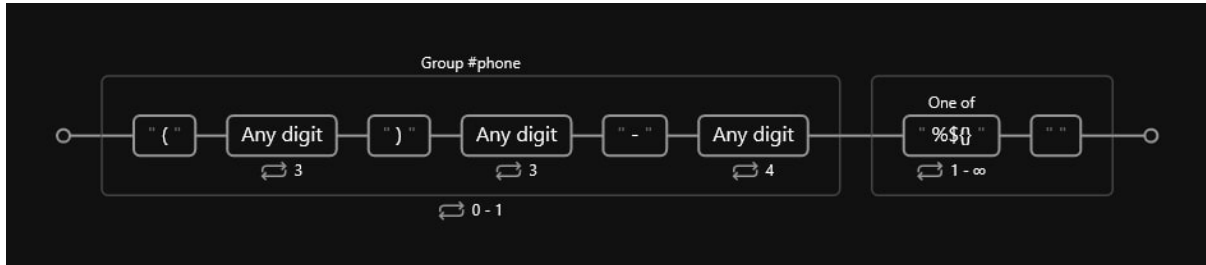 Group #phone
One of
" ( " Any digit " ) " Any digit " - " Any digit " %${} " " "
3 3 4 1 - ∞
0 - 1